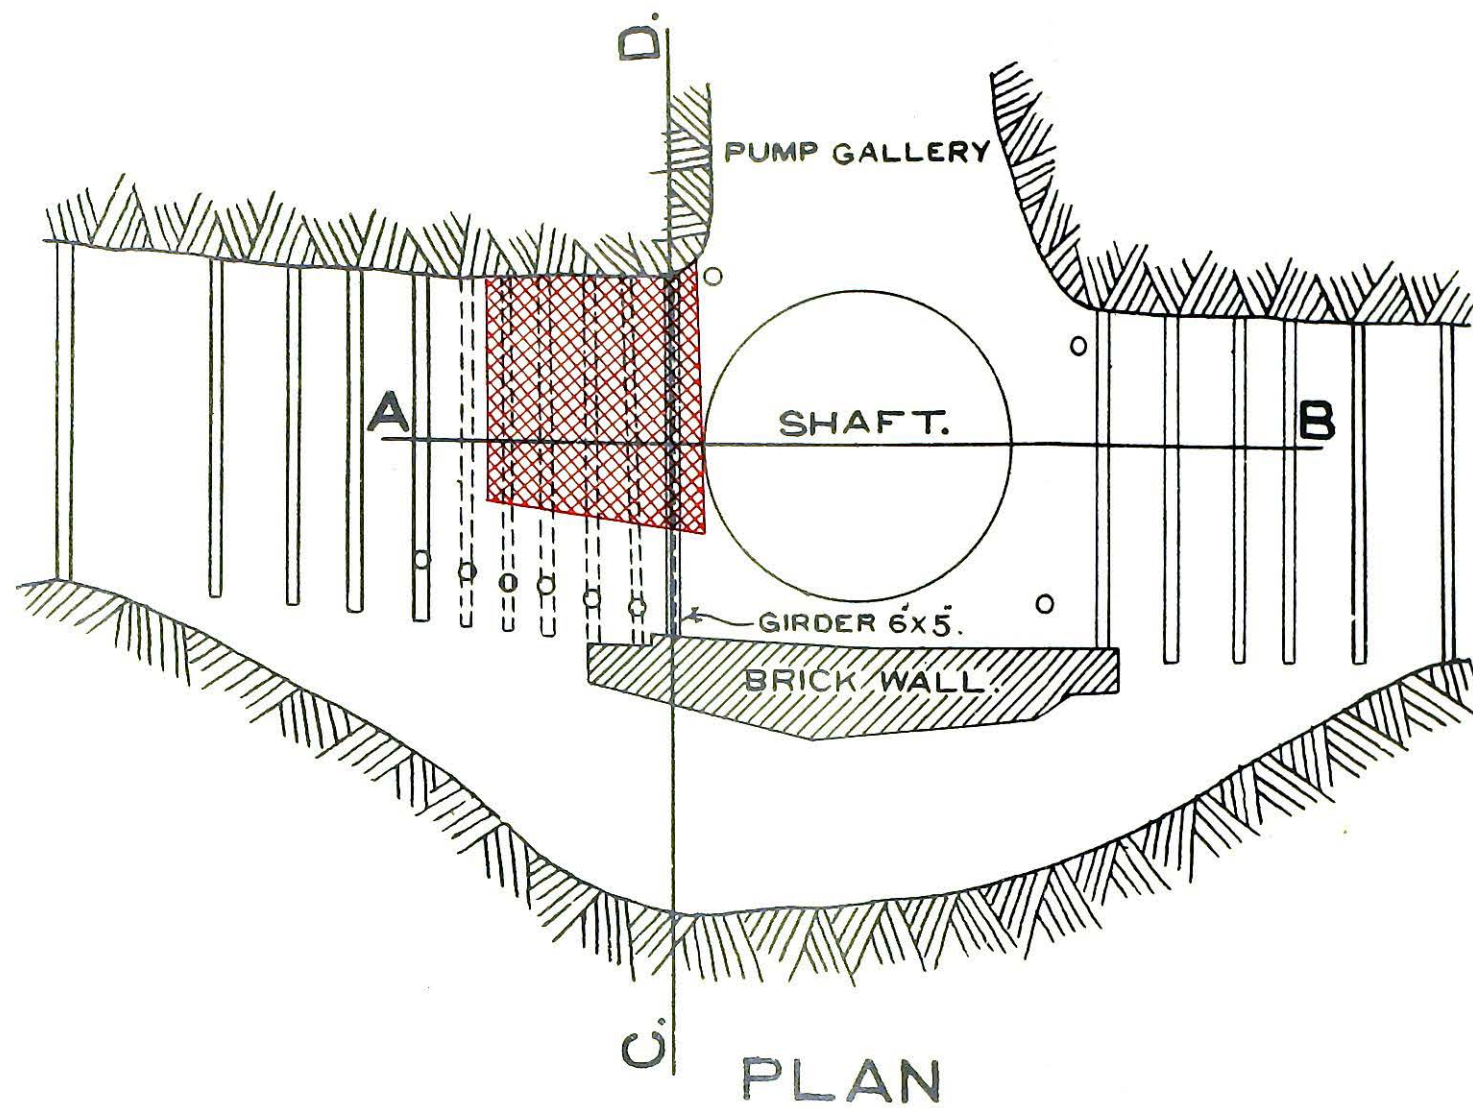 D.
PUMP GALLERY
A
SHAFT.
B
GIRDER 6"X5".
BRICK WALL.
C.
PLAN